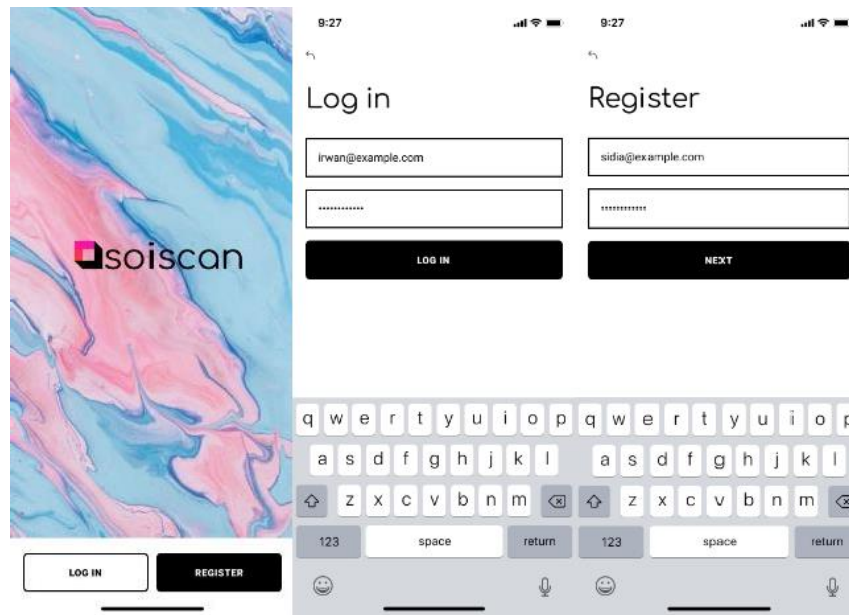 soiscan
LOG IN
REGISTER
9:27
Log in
irwan@example.com
............
LOG IN
q w e r t y u i o p
a s d f g h j k l
z x c v b n m
123 space return
9:27
Register
sidia@example.com
............
NEXT
q w e r t y u i o p
a s d f g h j k l
z x c v b n m
123 space return